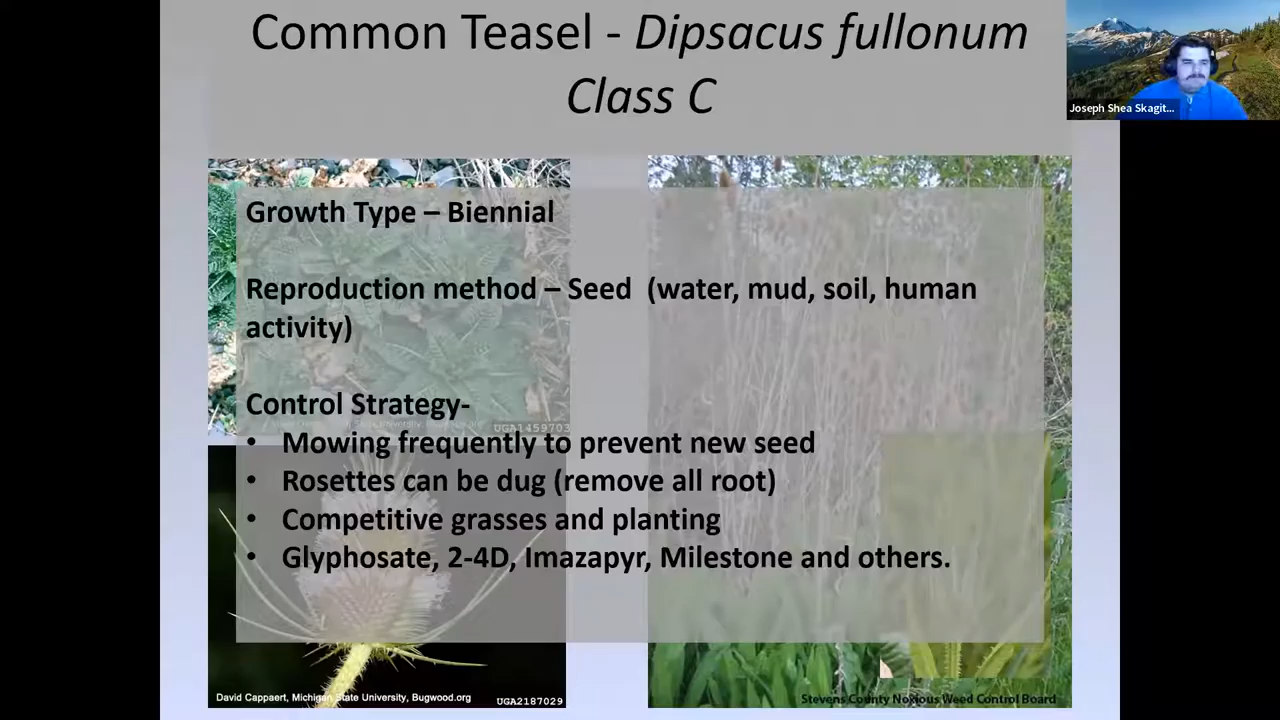 Common Teasel - Dipsacus fullonum
Class C
Joseph Shea Skagit...
Growth Type – Biennial
Reproduction method – Seed  (water, mud, soil, human
activity)
Control Strategy-
UGA1459703
• Mowing frequently to prevent new seed
• Rosettes can be dug (remove all root)
• Competitive grasses and planting
• Glyphosate, 2-4D, Imazapyr, Milestone and others.
David Cappaert, Michigan State University, Bugwood.org
UGA2187029
Stevens County Noxious Weed Control Board